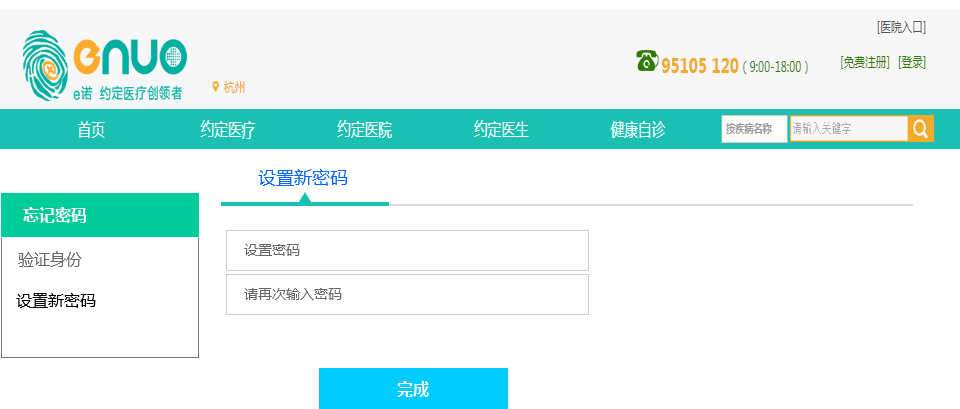 [医院入口]
enuo
e诺 约定医疗创领者
杭州
95105 120 ( 9:00-18:00 )
[免费注册] [登录]
首页 约定医疗 约定医院 约定医生 健康自诊 按疾病名称 请输入关键字
设置新密码
忘记密码
验证身份
设置新密码
设置密码
请再次输入密码
完成